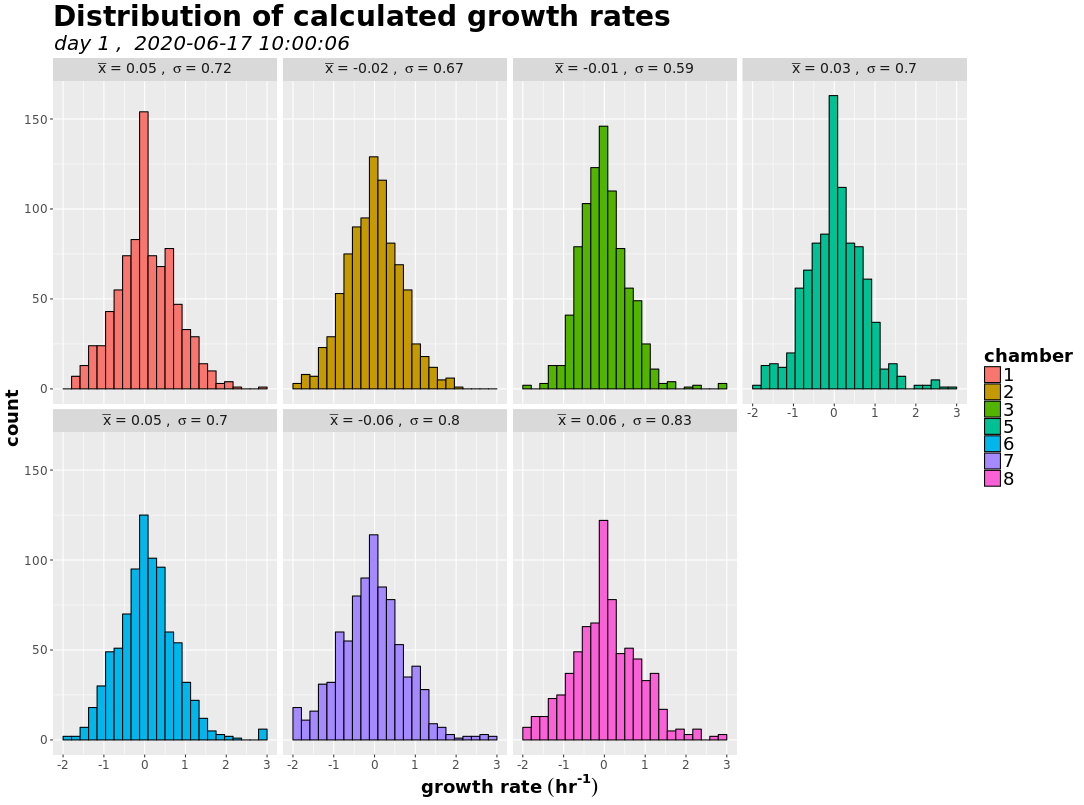 Distribution of calculated growth rates
day 1 ,  2020-06-17 10:00:06
x̅ = 0.05 ,  σ = 0.72
x̅ = -0.02 ,  σ = 0.67
x̅ = -0.01 ,  σ = 0.59
x̅ = 0.03 ,  σ = 0.7
150
100
50
0
-2 -1 0 1 2 3
x̅ = 0.05 ,  σ = 0.7
x̅ = -0.06 ,  σ = 0.8
x̅ = 0.06 ,  σ = 0.83
150
100
50
0
-2 -1 0 1 2 3
-2 -1 0 1 2 3
-2 -1 0 1 2 3
count
growth rate (hr⁻¹)
chamber
1
2
3
5
6
7
8